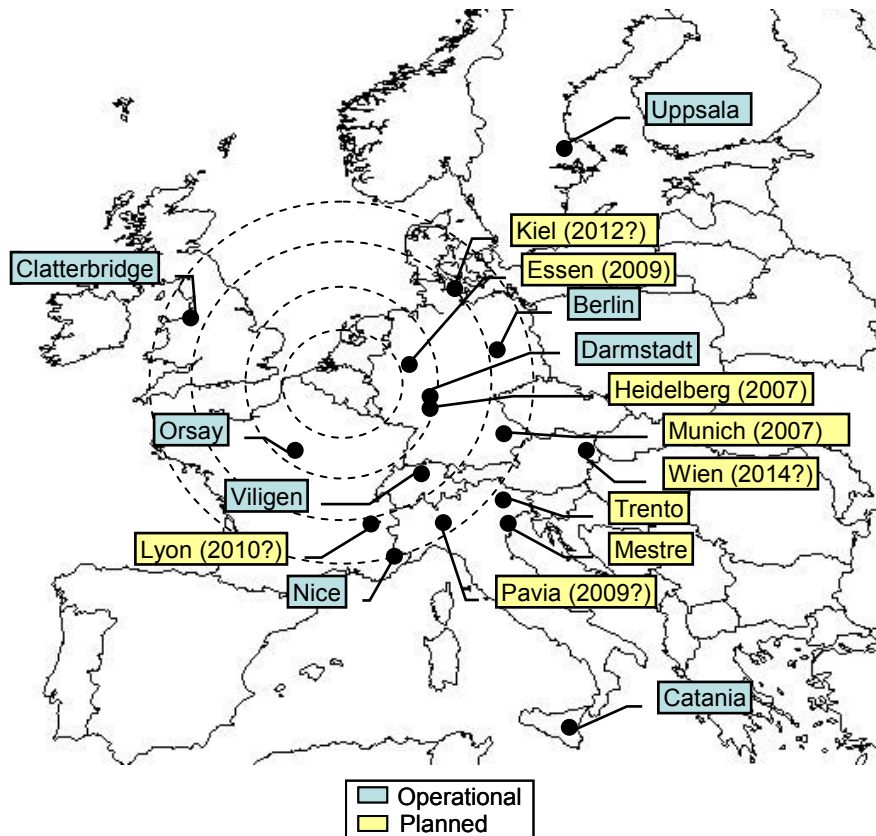 Uppsala
Kiel (2012?)
Clatterbridge
Essen (2009)
Berlin
Darmstadt
Heidelberg (2007)
Orsay
Munich (2007)
Wien (2014?)
Viligen
Trento
Lyon (2010?)
Mestre
Nice
Pavia (2009?)
Catania
Operational
Planned